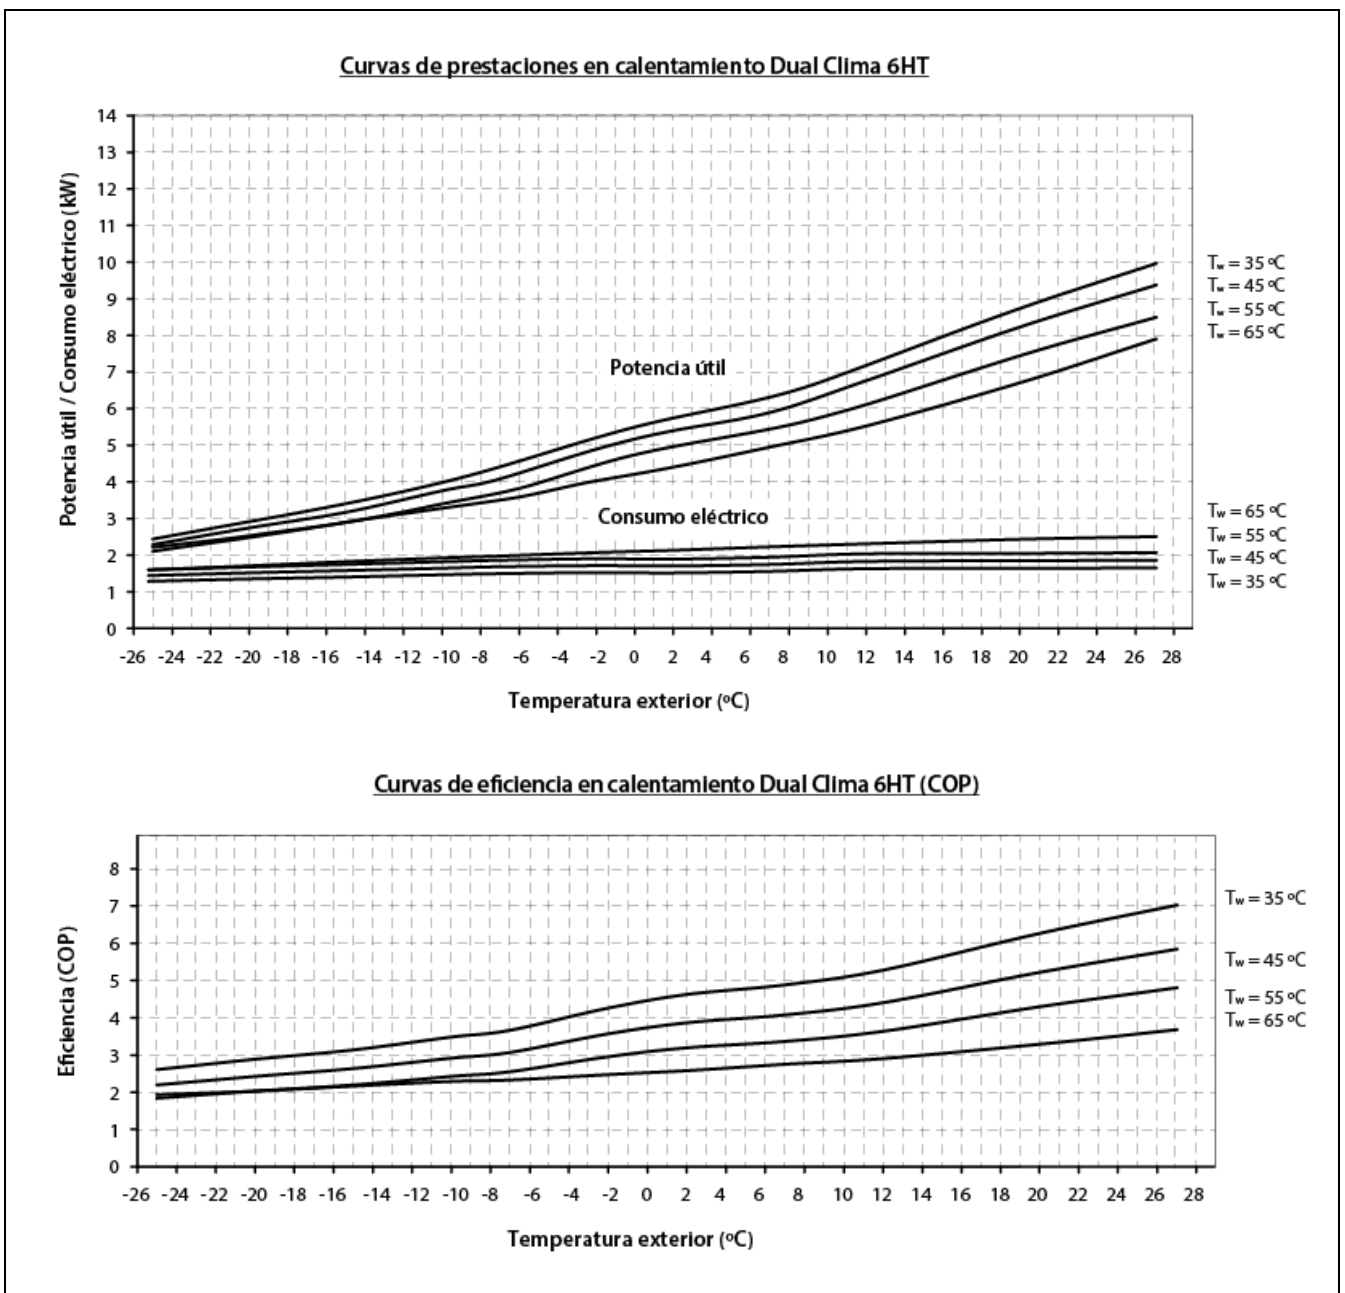 Curvas de prestaciones en calentamiento Dual Clima 6HT
Potencia útil / Consumo eléctrico (kW)
14
13
12
11
10
9
8
7
6
5
4
3
2
1
0
Potencia útil
Consumo eléctrico
Tw = 35 ºC
Tw = 45 ºC
Tw = 55 ºC
Tw = 65 ºC
Tw = 65 ºC
Tw = 55 ºC
Tw = 45 ºC
Tw = 35 ºC
-26 -24 -22 -20 -18 -16 -14 -12 -10 -8 -6 -4 -2 0 2 4 6 8 10 12 14 16 18 20 22 24 26 28
Temperatura exterior (ºC)
Curvas de eficiencia en calentamiento Dual Clima 6HT (COP)
Eficiencia (COP)
8
7
6
5
4
3
2
1
0
Tw = 35 ºC
Tw = 45 ºC
Tw = 55 ºC
Tw = 65 ºC
-26 -24 -22 -20 -18 -16 -14 -12 -10 -8 -6 -4 -2 0 2 4 6 8 10 12 14 16 18 20 22 24 26 28
Temperatura exterior (ºC)